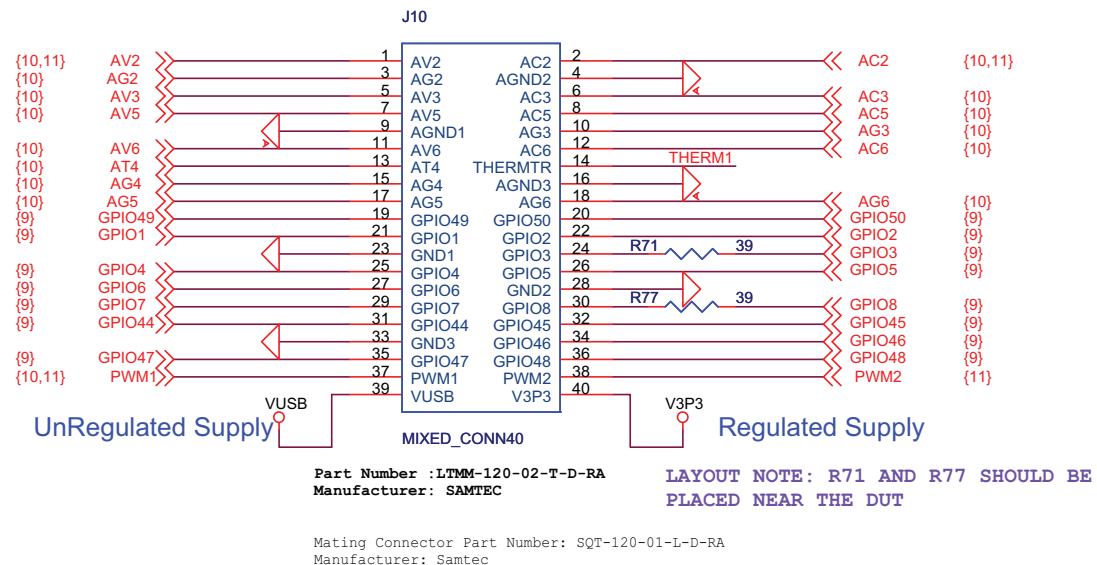 J10
{10,11} AV2 1 AV2 AC2 2 AC2 {10,11}
{10} AG2 3 AG2 AGND2 4
{10} AV3 5 AV3 AC3 6 AC3 {10}
{10} AV5 7 AV5 AC5 8 AC5 {10}
9 AGND1 AG3 10 AG3 {10}
{10} AV6 11 AV6 AC6 12 AC6 {10}
{10} AT4 13 AT4 THERMTR 14 THERM1
{10} AG4 15 AG4 AGND3 16
{10} AG5 17 AG5 AG6 18 AG6 {10}
{9} GPIO49 19 GPIO49 GPIO50 20 GPIO50 {9}
{9} GPIO1 21 GPIO1 GPIO2 22 GPIO2 {9}
23 GND1 GPIO3 24 R71 39 GPIO3 {9}
{9} GPIO4 25 GPIO4 GPIO5 26 GPIO5 {9}
{9} GPIO6 27 GPIO6 GND2 28
{9} GPIO7 29 GPIO7 GPIO8 30 R77 39 GPIO8 {9}
{9} GPIO44 31 GPIO44 GPIO45 32 GPIO45 {9}
33 GND3 GPIO46 34 GPIO46 {9}
{9} GPIO47 35 GPIO47 GPIO48 36 GPIO48 {9}
{10,11} PWM1 37 PWM1 PWM2 38 PWM2 {11}
39 VUSB V3P3 40
VUSB V3P3
UnRegulated Supply Regulated Supply
MIXED_CONN40
Part Number :LTMM-120-02-T-D-RA
Manufacturer: SAMTEC
LAYOUT NOTE: R71 AND R77 SHOULD BE
PLACED NEAR THE DUT
Mating Connector Part Number: SQT-120-01-L-D-RA
Manufacturer: Samtec